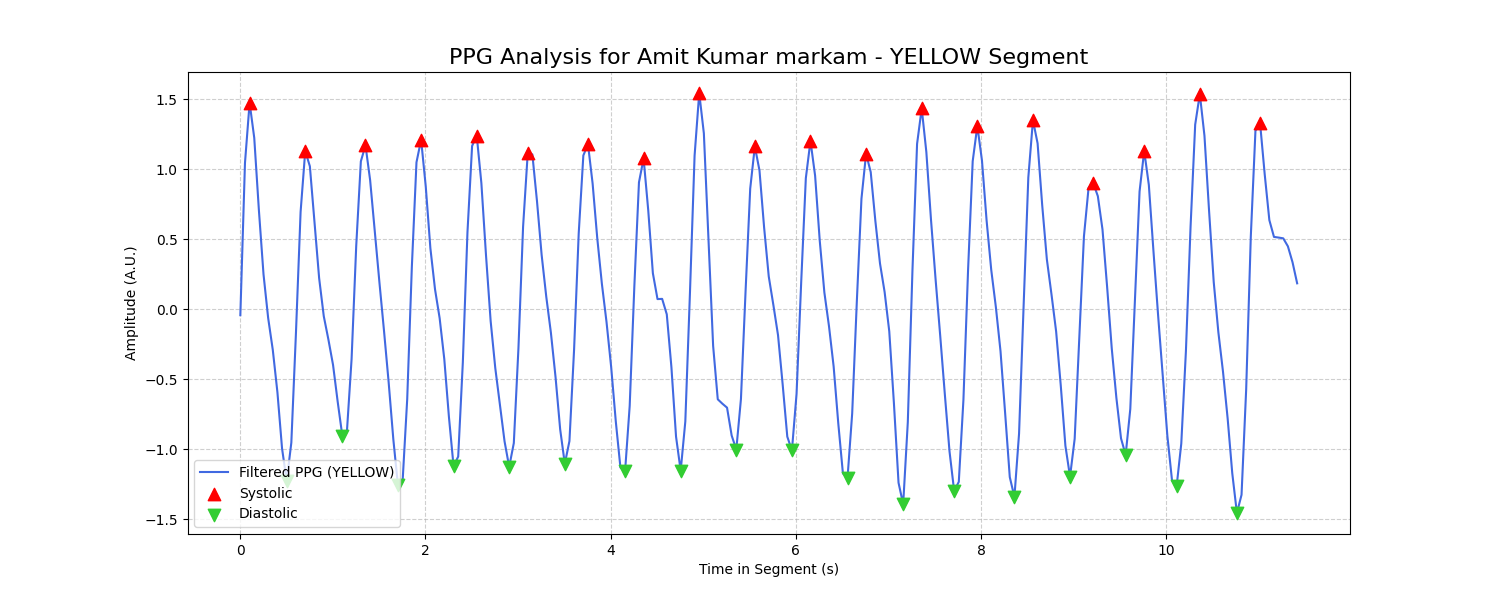 PPG Analysis for Amit Kumar markam - YELLOW Segment
Amplitude (A.U.)
1.5
1.0
0.5
0.0
−0.5
−1.0
−1.5
Filtered PPG (YELLOW)
Systolic
Diastolic
0 2 4 6 8 10
Time in Segment (s)